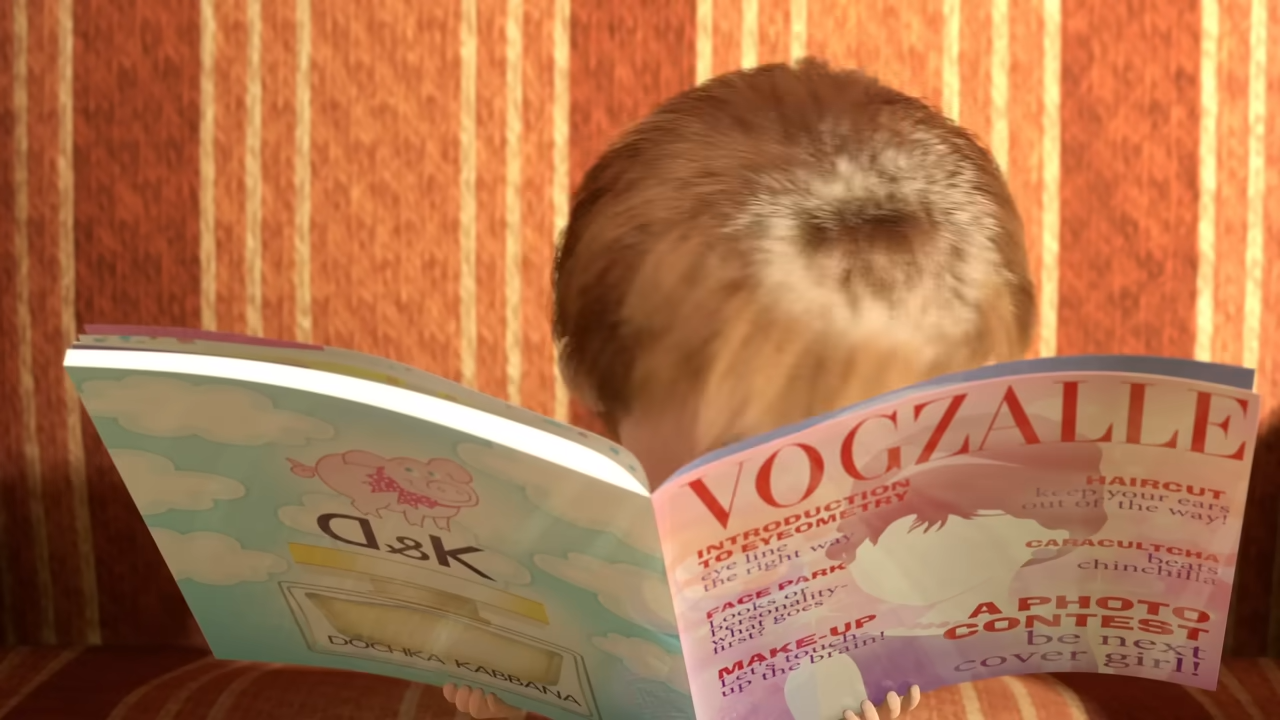 D&K
DOCHKA KABBANA
VOGZALLE
INTRODUCTION
TO EYEOMETRY
eye line
the right way
FACE PARK
Looks or
personality-
what goes
first?
MAKE-UP
Let's touch-
up the brain!
HAIRCUT
keep your ears
out of the way!
CARACULTCHA
beats
chinchilla
A PHOTO
CONTEST
be next
cover girl!